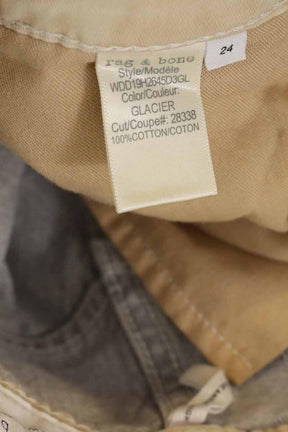 rag & bone
24
Style/Modèle
WDD19H2645D3GL
Color/Couleur:
GLACIER
Cut/Coupe#: 28338
100%COTTON/COTON